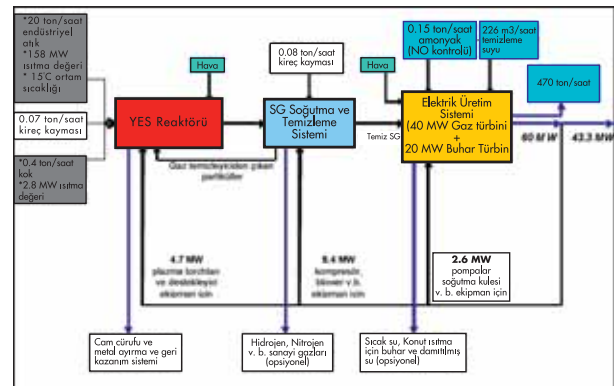 *20 ton/saat
endüstriyel
atık
*158 MW
ısıtma değeri
* 15˚C ortam
sıcaklığı
0.07 ton/saat
kireç kayması
*0.4 ton/saat
kok
*2.8 MW ısıtma
değeri
Hava
YES Reaktörü
0.08 ton/saat
kireç kayması
SG Soğutma ve
Temizleme
Sistemi
Gaz temizleyiciden çıkan
partiküller
Hava
Temiz SG
0.15 ton/saat
amonyak
(NO kontrolü)
226 m3/saat
temizleme
suyu
Elektrik Üretim
Sistemi
(40 MW Gaz türbini
+
20 MW Buhar Türbin
470 ton/saat
60 MW
43.3 MW
4.7 MW
plazma torchları
ve destekleyici
ekipman için
9.4 MW
kompresör,
blower v.b.
ekipman için
2.6 MW
pompalar
soğutma kulesi
v. b. ekipman için
Cam cürufu ve
metal ayırma ve geri
kazanım sistemi
Hidrojen, Nitrojen
v. b. sanayi gazları
(opsiyonel)
Sıcak su, Konut ısıtma
için buhar ve damıtılmış
su (opsiyonel)